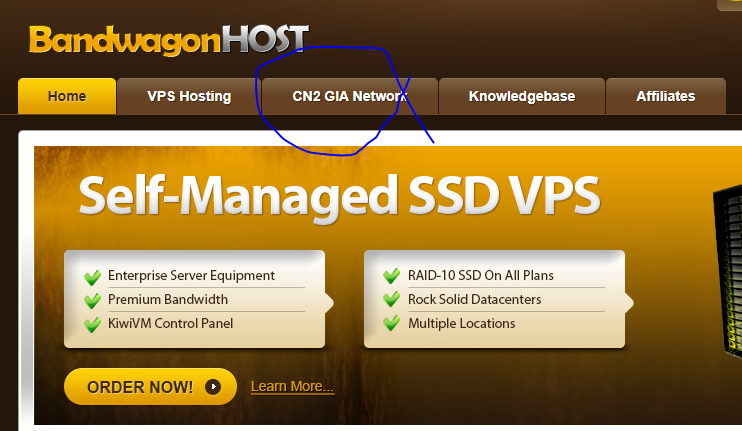 BandwagonHOST
Home VPS Hosting CN2 GIA Network Knowledgebase Affiliates
Self-Managed SSD VPS
Enterprise Server Equipment
Premium Bandwidth
KiwiVM Control Panel
RAID-10 SSD On All Plans
Rock Solid Datacenters
Multiple Locations
ORDER NOW! Learn More...